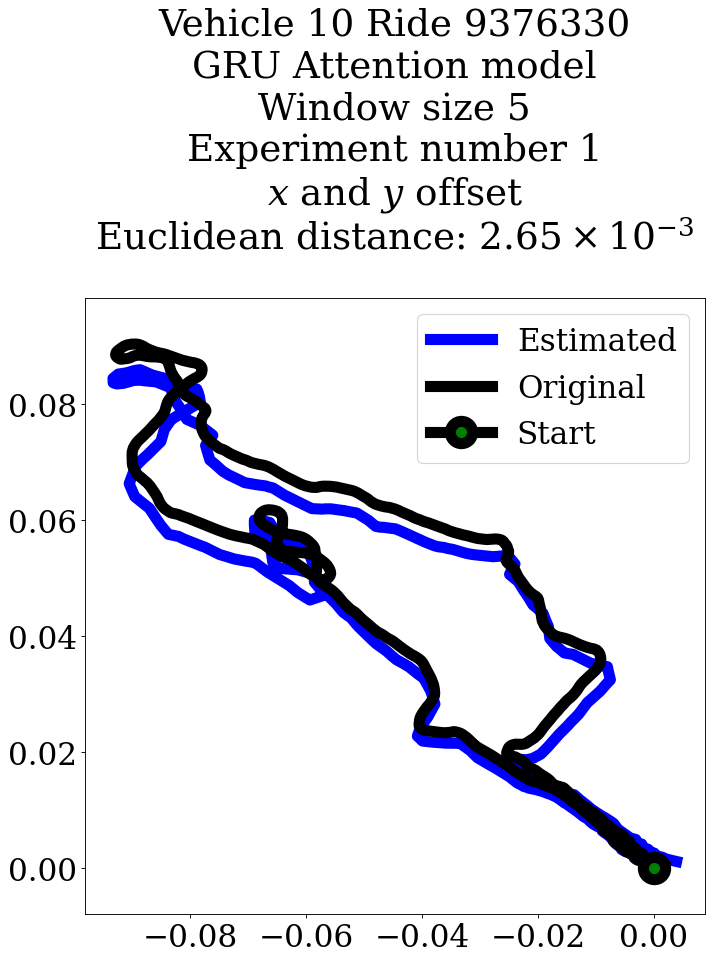 Vehicle 10 Ride 9376330
GRU Attention model
Window size 5
Experiment number 1
x and y offset
Euclidean distance: 2.65 × 10⁻³
Estimated
Original
Start
0.08
0.06
0.04
0.02
0.00
−0.08 −0.06 −0.04 −0.02 0.00